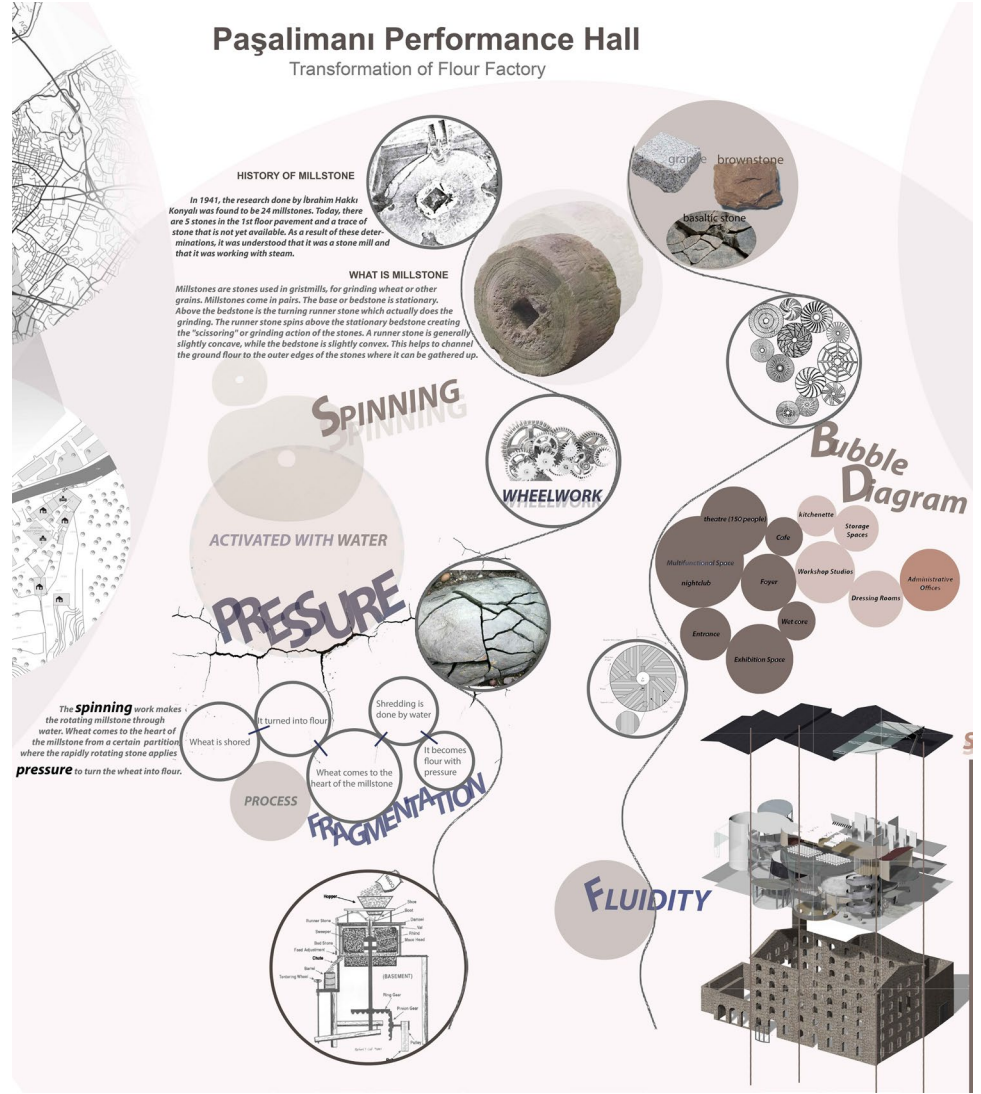 Paşalimanı Performance Hall
Transformation of Flour Factory
HISTORY OF MILLSTONE
In 1941, the research done by İbrahim Hakkı
Konyalı was found to be 24 millstones. Today, there
are 5 stones in the 1st floor pavement and a trace of
stone that is not yet available. As a result of these deter-
minations, it was understood that it was a stone mill and
that it was working with steam.
WHAT IS MILLSTONE
Millstones are stones used in gristmills, for grinding wheat or other
grains. Millstones come in pairs. The base or bedstone is stationary.
Above the bedstone is the turning runner stone which actually does the
grinding. The runner stone spins above the stationary bedstone creating
the "scissoring" or grinding action of the stones. A runner stone is generally
slightly concave, while the bedstone is slightly convex. This helps to channel
the ground flour to the outer edges of the stones where it can be gathered up.
granite
brownstone
basaltic stone
SPINNING
WHEELWORK
ACTIVATED WITH WATER
PRESSURE
Bubble
Diagram
theatre (150 people)
Cafe
kitchenette
Storage
Spaces
Multifunctional Space
nightclub
Foyer
Workshop Studios
Dressing Rooms
Administrative
Offices
Entrance
Wet core
Exhibition Space
The spinning work makes
the rotating millstone through
water. Wheat comes to the heart of
the millstone from a certain partition,
where the rapidly rotating stone applies
pressure to turn the wheat into flour.
Wheat is shored
It turned into flour
Wheat comes to the
heart of the millstone
Shredding is
done by water
It becomes
flour with
pressure
PROCESS
FRAGMENTATION
FLUIDITY
Hopper
Shoe
Boot
Damsel
Runner Stone
Sweeper
Bed Stone
Feed Adjustment
Chute
Barrel
Tentering Wheel
(BASEMENT)
Ring Gear
Pinion Gear
Pulley